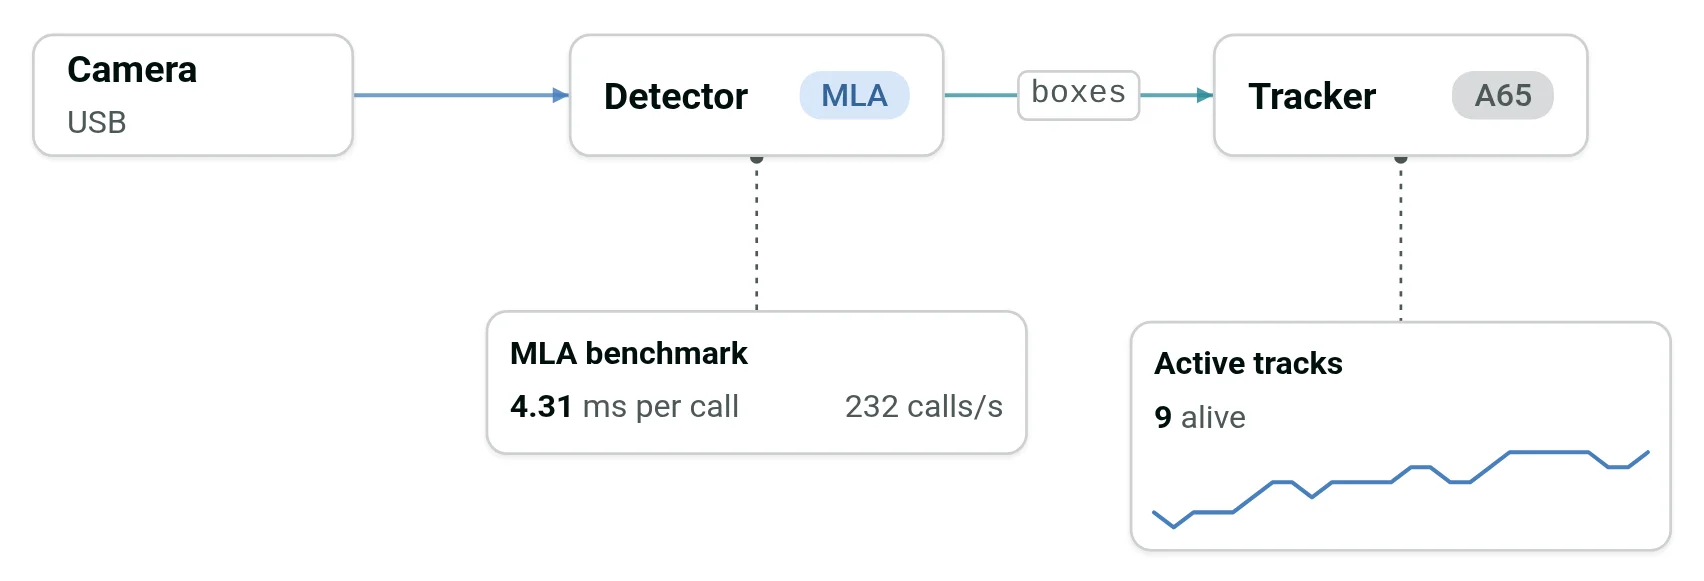 Camera
USB
Detector
MLA
boxes
Tracker
A65
MLA benchmark
4.31 ms per call
232 calls/s
Active tracks
9 alive